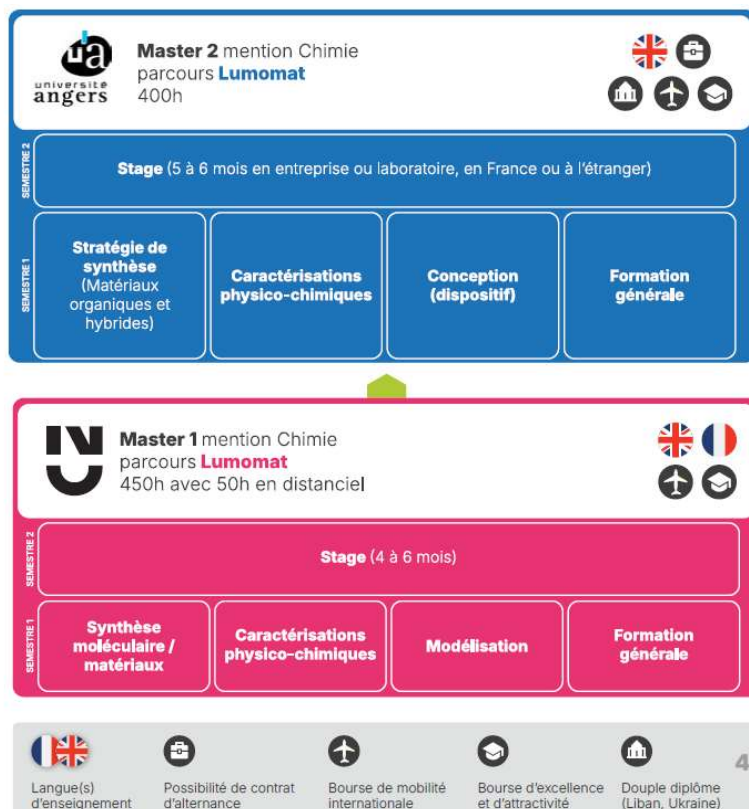 ua
université
angers
Master 2 mention Chimie
parcours Lumomat
400h
SEMESTRE 2
Stage (5 à 6 mois en entreprise ou laboratoire, en France ou à l'étranger)
SEMESTRE 1
Stratégie de
synthèse
(Matériaux
organiques et
hybrides)
Caractérisations
physico-chimiques
Conception
(dispositif)
Formation
générale
Master 1 mention Chimie
parcours Lumomat
450h avec 50h en distanciel
SEMESTRE 2
Stage (4 à 6 mois)
SEMESTRE 1
Synthèse
moléculaire /
matériaux
Caractérisations
physico-chimiques
Modélisation
Formation
générale
Langue(s)
d'enseignement
Possibilité de contrat
d'alternance
Bourse de mobilité
internationale
Bourse d'excellence
et d'attractivité
Douple diplôme
(Liban, Ukraine)
4